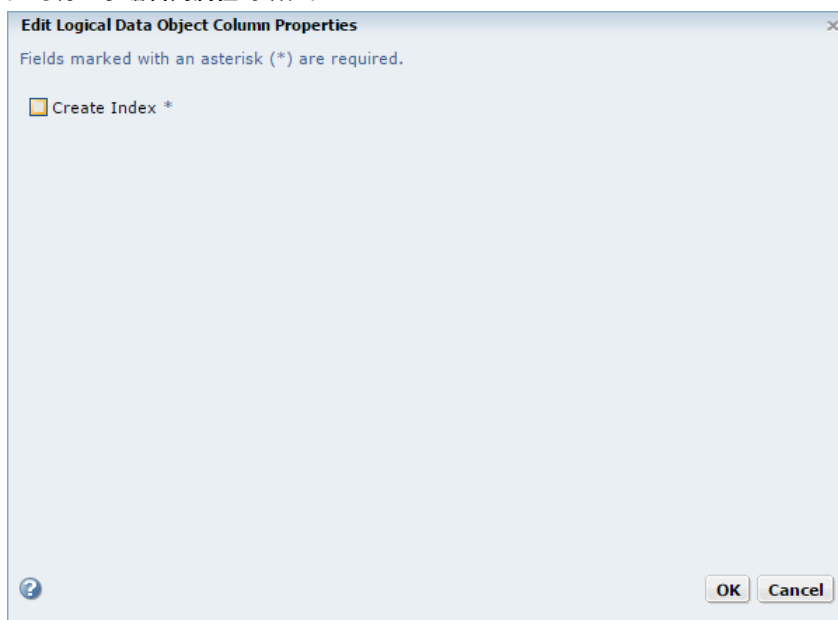 Edit Logical Data Object Column Properties
Fields marked with an asterisk (*) are required.
Create Index *
OK Cancel